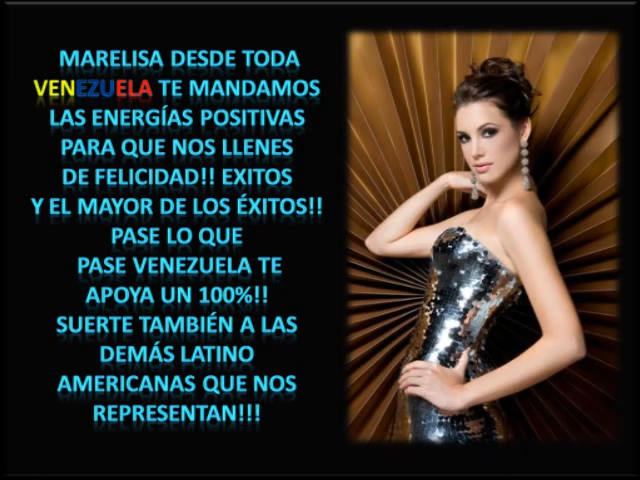 MARELISA DESDE TODA
VENEZUELA TE MANDAMOS
LAS ENERGÍAS POSITIVAS
PARA QUE NOS LLENES
DE FELICIDAD!! EXITOS
Y EL MAYOR DE LOS ÉXITOS!!
PASE LO QUE
PASE VENEZUELA TE
APOYA UN 100%!!
SUERTE TAMBIÉN A LAS
DEMÁS LATINO
AMERICANAS QUE NOS
REPRESENTAN!!!